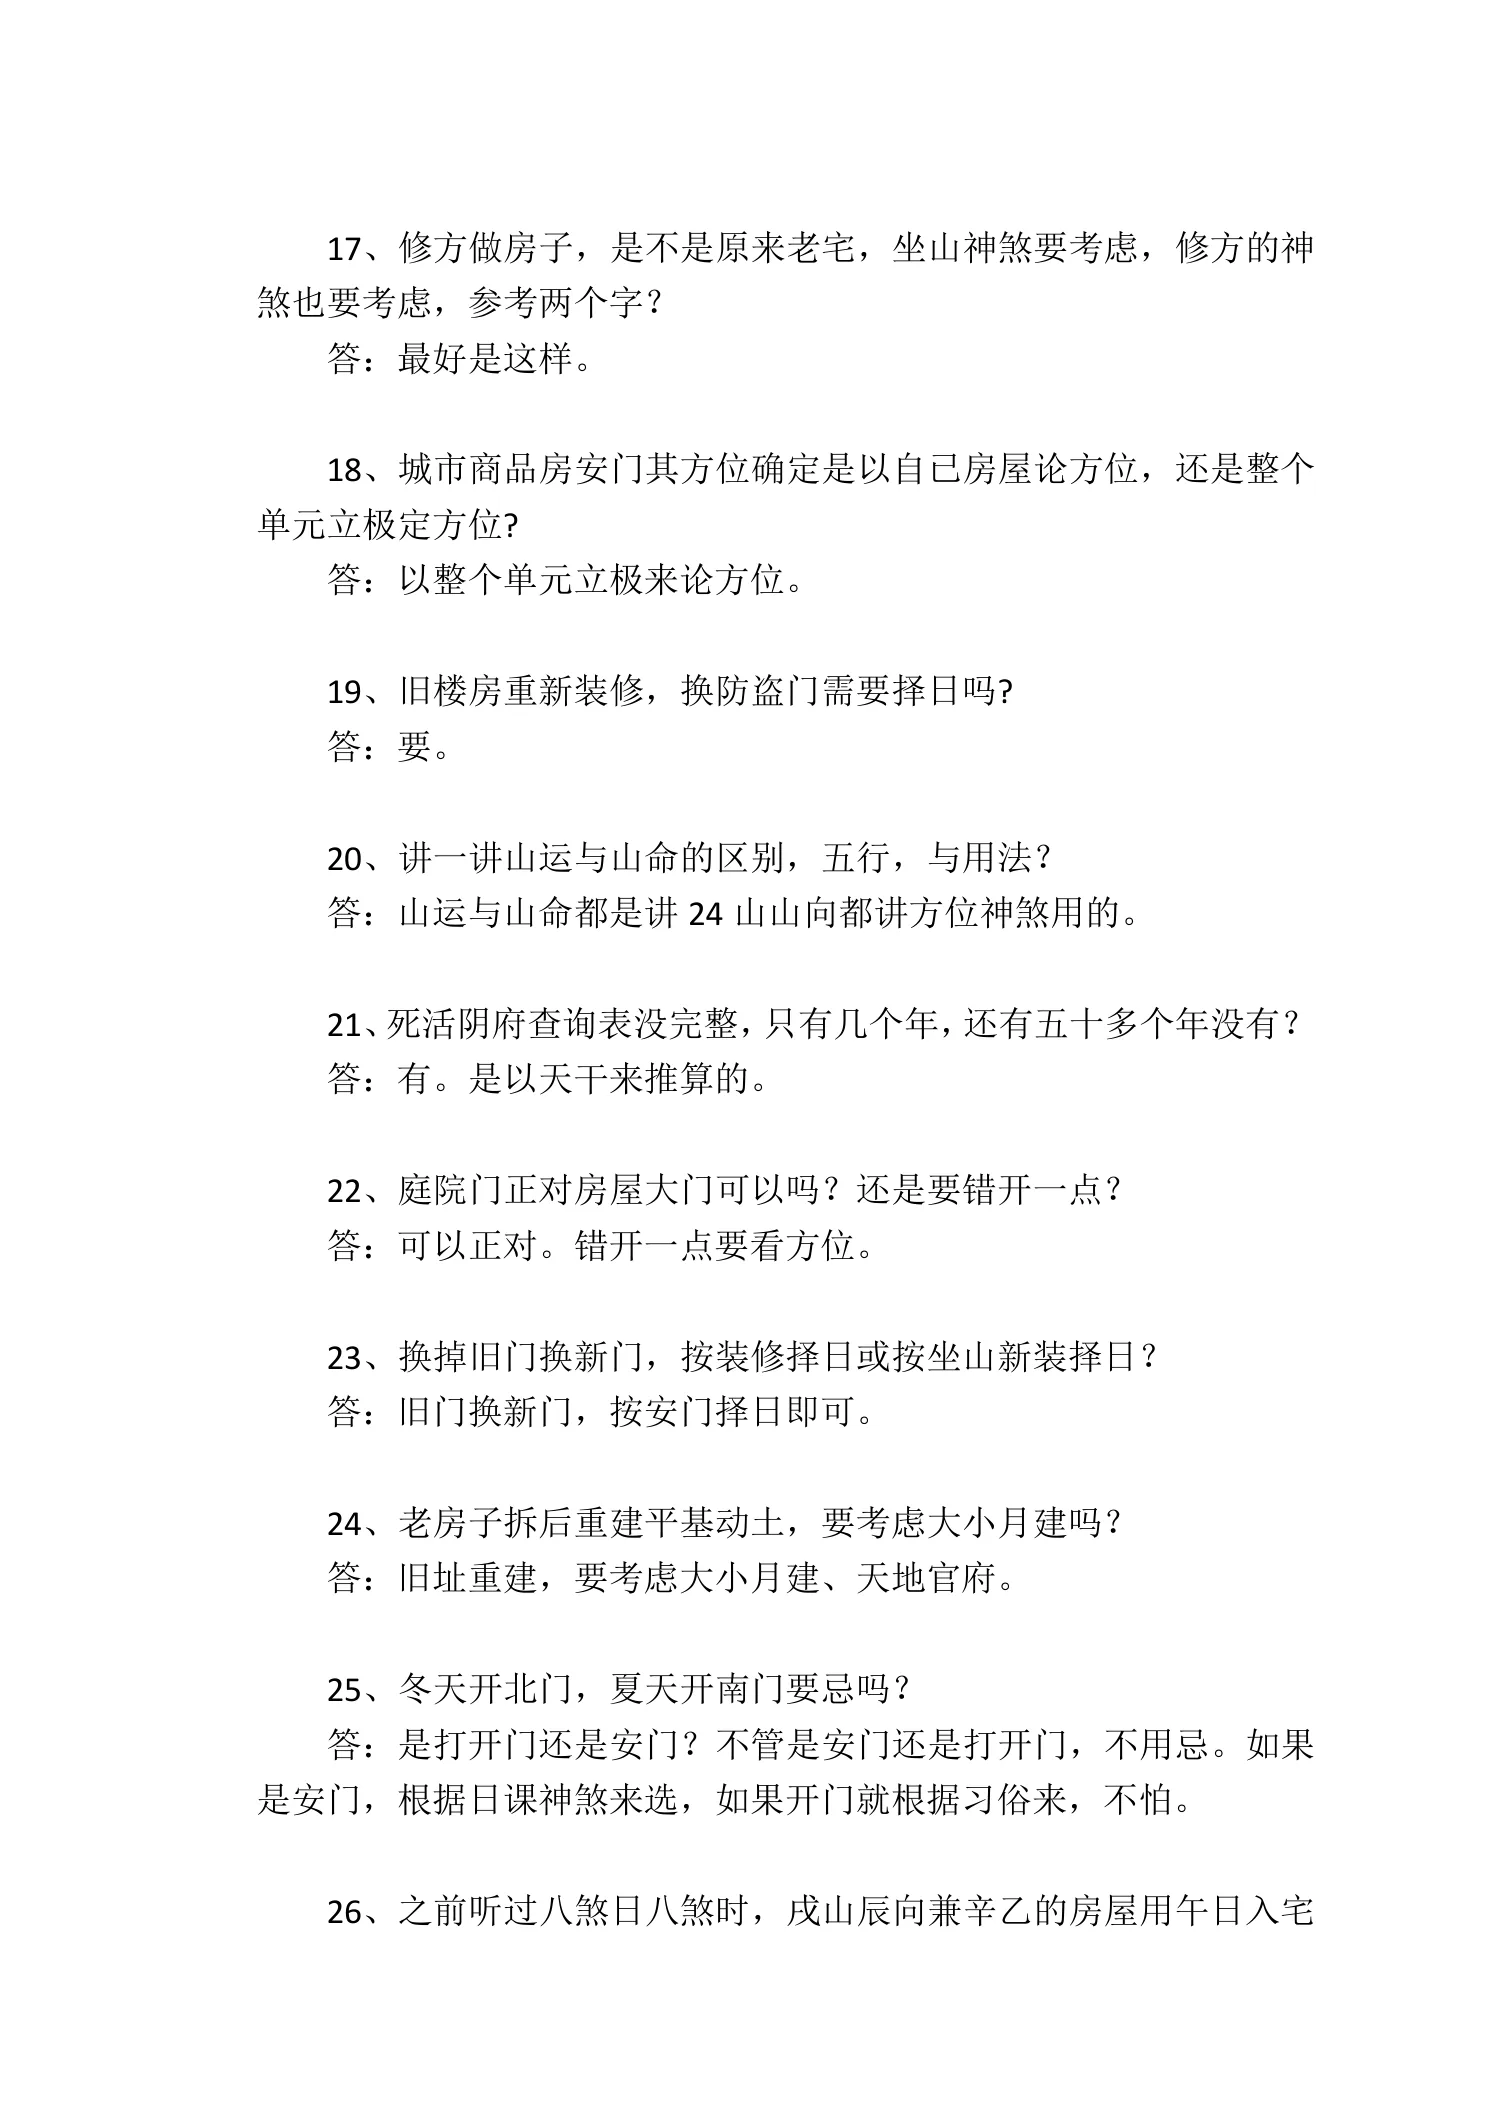 17、修方做房子，是不是原来老宅，坐山神煞要考虑，修方的神
煞也要考虑，参考两个字？
答：最好是这样。
18、城市商品房安门其方位确定是以自已房屋论方位，还是整个
单元立极定方位?
答：以整个单元立极来论方位。
19、旧楼房重新装修，换防盗门需要择日吗?
答：要。
20、讲一讲山运与山命的区别，五行，与用法？
答：山运与山命都是讲 24 山山向都讲方位神煞用的。
21、死活阴府查询表没完整，只有几个年，还有五十多个年没有？
答：有。是以天干来推算的。
22、庭院门正对房屋大门可以吗？还是要错开一点？
答：可以正对。错开一点要看方位。
23、换掉旧门换新门，按装修择日或按坐山新装择日？
答：旧门换新门，按安门择日即可。
24、老房子拆后重建平基动土，要考虑大小月建吗？
答：旧址重建，要考虑大小月建、天地官府。
25、冬天开北门，夏天开南门要忌吗？
答：是打开门还是安门？不管是安门还是打开门，不用忌。如果
是安门，根据日课神煞来选，如果开门就根据习俗来，不怕。
26、之前听过八煞日八煞时，戌山辰向兼辛乙的房屋用午日入宅